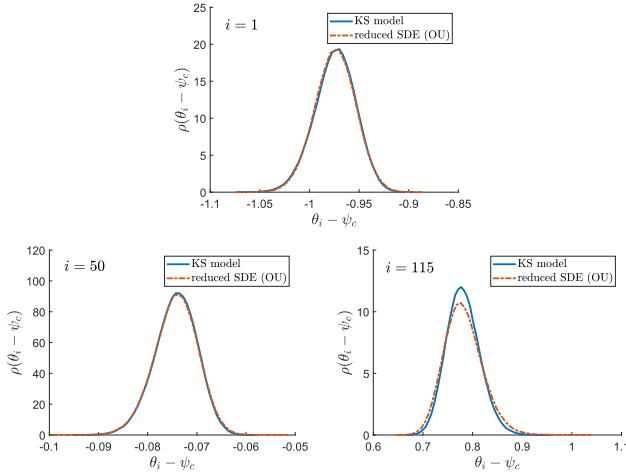 i = 1
KS model
reduced SDE (OU)
ρ(θi − ψc)
25
20
15
10
5
0
-1.1 -1.05 -1 -0.95 -0.9 -0.85
θi − ψc
i = 50
KS model
reduced SDE (OU)
ρ(θi − ψc)
120
100
80
60
40
20
0
-0.1 -0.09 -0.08 -0.07 -0.06 -0.05
θi − ψc
i = 115
KS model
reduced SDE (OU)
ρ(θi − ψc)
15
10
5
0
0.6 0.7 0.8 0.9 1 1.1
θi − ψc